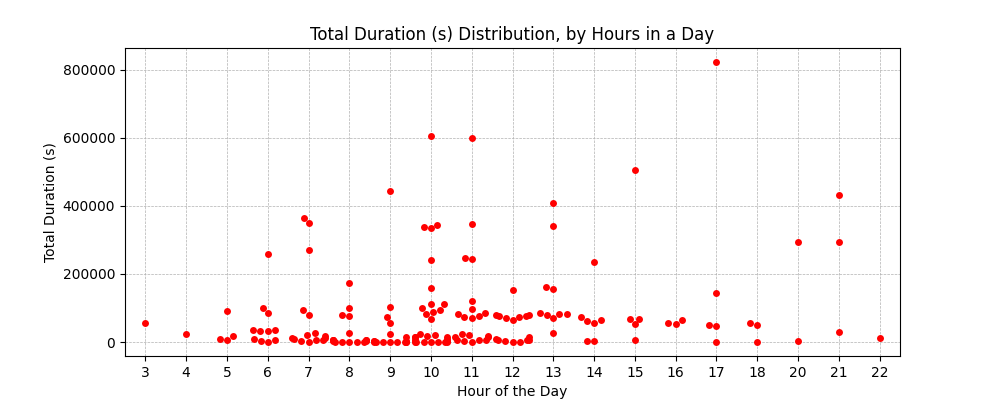 Total Duration (s) Distribution, by Hours in a Day
Total Duration (s)
800000
600000
400000
200000
0
3 4 5 6 7 8 9 10 11 12 13 14 15 16 17 18 20 21 22
Hour of the Day